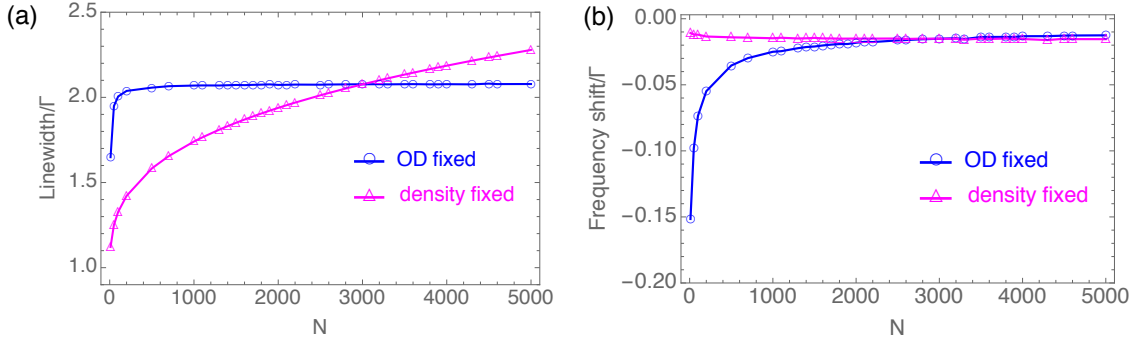 (a)
2.5
2.0
1.5
1.0
Linewidth/Γ
OD fixed
density fixed
0
1000
2000
3000
4000
5000
N
(b)
0.00
−0.05
−0.10
−0.15
−0.20
Frequency shift/Γ
OD fixed
density fixed
0
1000
2000
3000
4000
5000
N